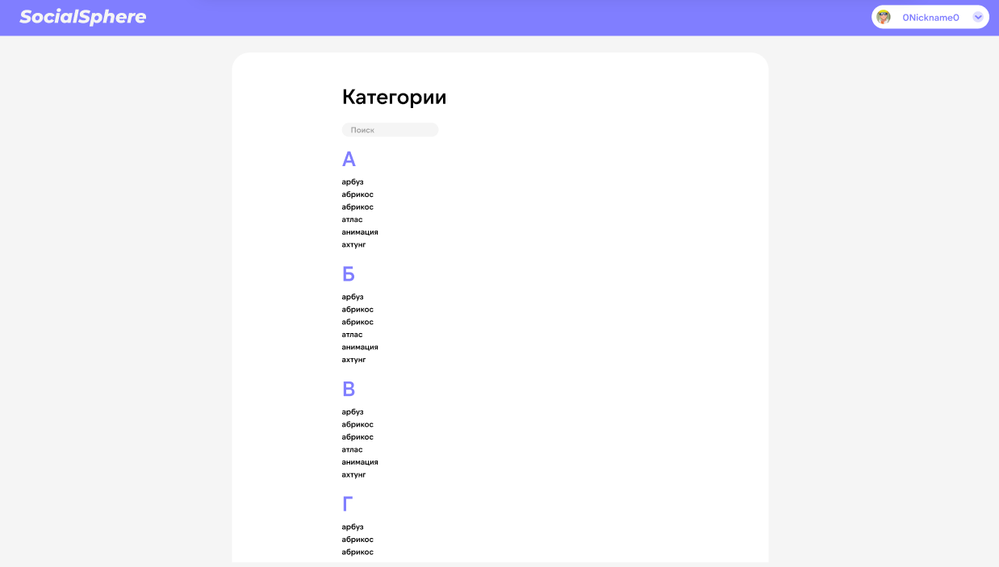 SocialSphere
0Nickname0
Категории
Поиск
А
арбуз
абрикос
абрикос
атлас
анимация
ахтунг
Б
арбуз
абрикос
абрикос
атлас
анимация
ахтунг
В
арбуз
абрикос
абрикос
атлас
анимация
ахтунг
Г
арбуз
абрикос
абрикос